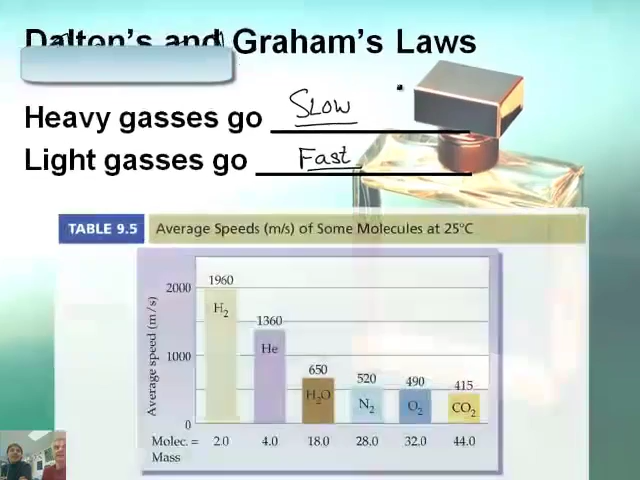 Dalton's and Graham's Laws
Heavy gasses go Slow
Light gasses go Fast
TABLE 9.5 Average Speeds (m/s) of Some Molecules at 25°C
Average speed (m/s)
2000
1000
0
1960
H₂
1360
He
650
H₂O
520
N₂
490
O₂
415
CO₂
Molec. = 2.0 4.0 18.0 28.0 32.0 44.0
Mass